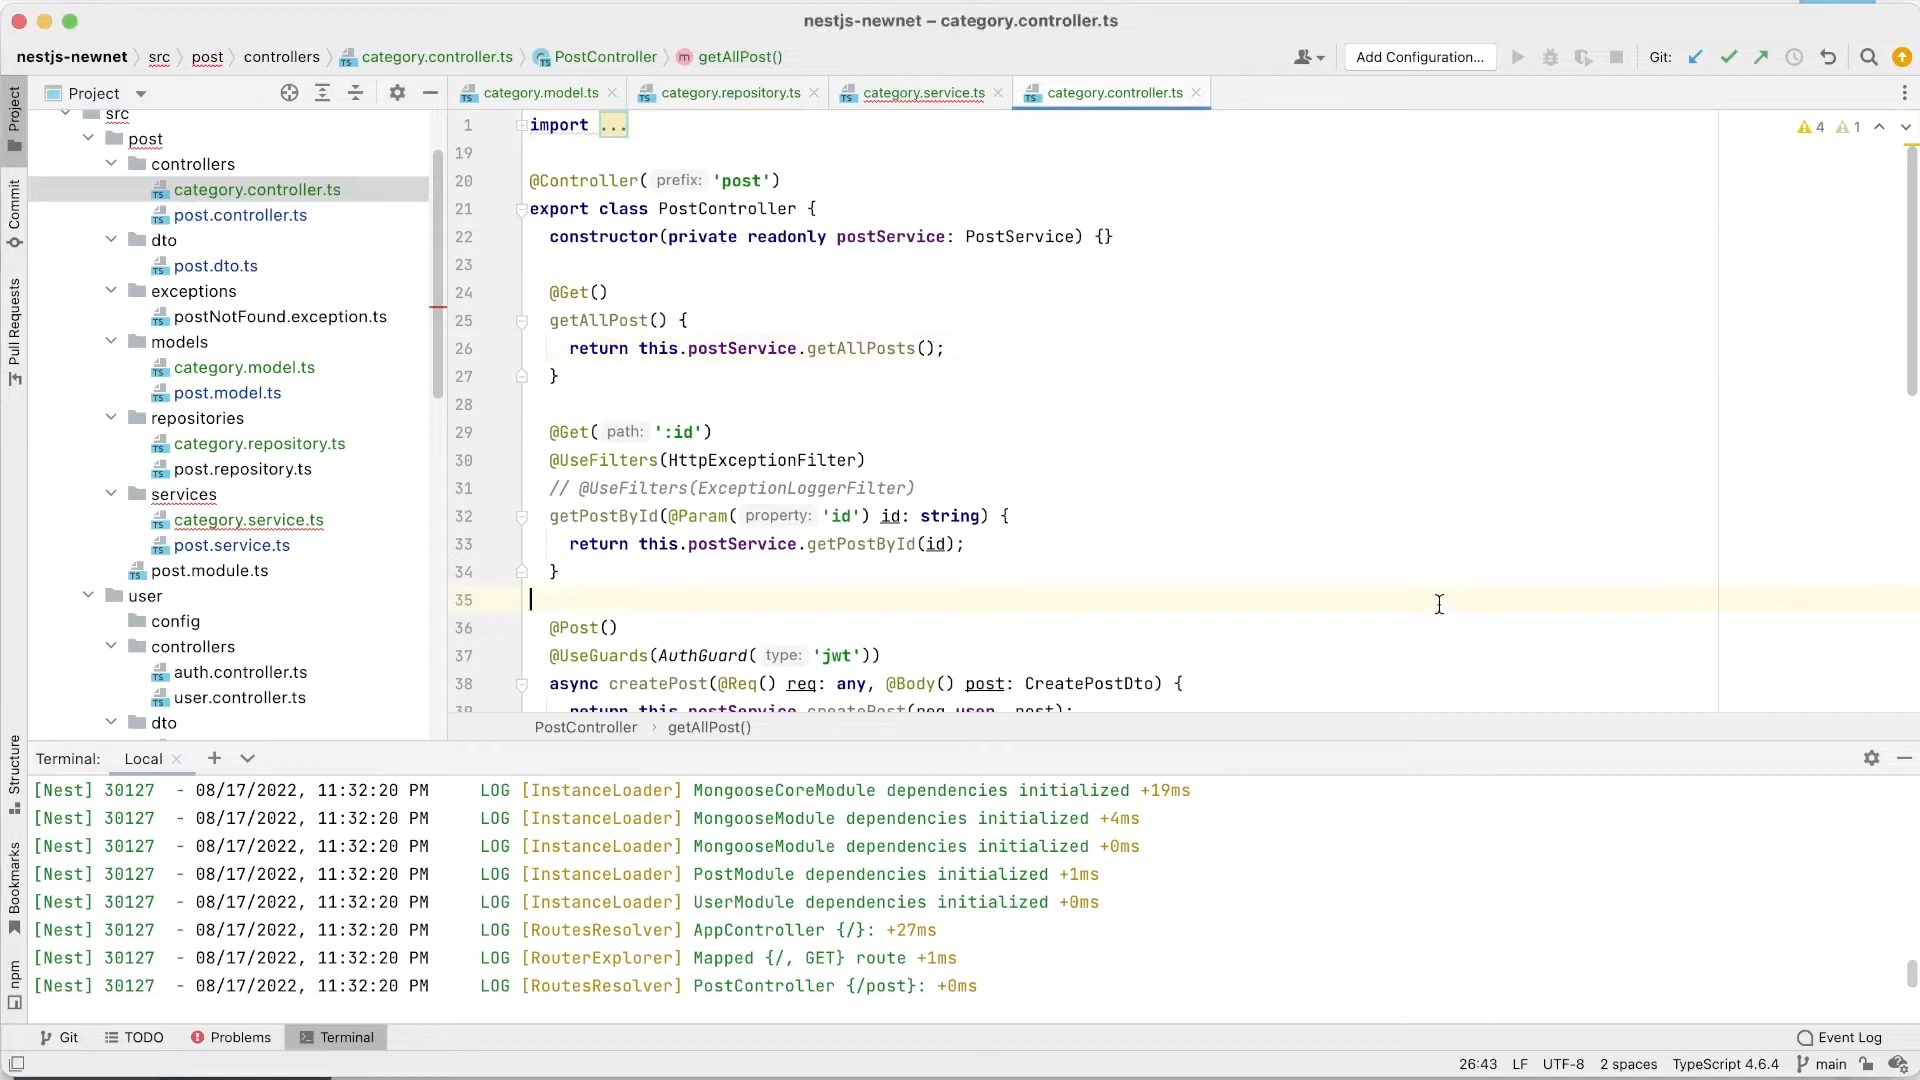 nestjs-newnet – category.controller.ts
nestjs-newnet src post controllers category.controller.ts PostController m getAllPost() Add Configuration... Git:
Project category.model.ts category.repository.ts category.service.ts category.controller.ts
Project
Commit
Pull Requests
Structure
Bookmarks
npm
src
post
controllers
category.controller.ts
post.controller.ts
dto
post.dto.ts
exceptions
postNotFound.exception.ts
models
category.model.ts
post.model.ts
repositories
category.repository.ts
post.repository.ts
services
category.service.ts
post.service.ts
post.module.ts
user
config
controllers
auth.controller.ts
user.controller.ts
dto
4 1
1 import ...
19
20 @Controller( prefix: 'post')
21 export class PostController {
22 constructor(private readonly postService: PostService) {}
23
24 @Get()
25 getAllPost() {
26 return this.postService.getAllPosts();
27 }
28
29 @Get( path: ':id')
30 @UseFilters(HttpExceptionFilter)
31 // @UseFilters(ExceptionLoggerFilter)
32 getPostById(@Param( property: 'id') id: string) {
33 return this.postService.getPostById(id);
34 }
35
36 @Post()
37 @UseGuards(AuthGuard( type: 'jwt'))
38 async createPost(@Req() req: any, @Body() post: CreatePostDto) {
39 return this.postService.createPost(req.user, post);
PostController getAllPost()
Terminal: Local
[Nest] 30127 - 08/17/2022, 11:32:20 PM LOG [InstanceLoader] MongooseCoreModule dependencies initialized +19ms
[Nest] 30127 - 08/17/2022, 11:32:20 PM LOG [InstanceLoader] MongooseModule dependencies initialized +4ms
[Nest] 30127 - 08/17/2022, 11:32:20 PM LOG [InstanceLoader] MongooseModule dependencies initialized +0ms
[Nest] 30127 - 08/17/2022, 11:32:20 PM LOG [InstanceLoader] PostModule dependencies initialized +1ms
[Nest] 30127 - 08/17/2022, 11:32:20 PM LOG [InstanceLoader] UserModule dependencies initialized +0ms
[Nest] 30127 - 08/17/2022, 11:32:20 PM LOG [RoutesResolver] AppController {/}: +27ms
[Nest] 30127 - 08/17/2022, 11:32:20 PM LOG [RouterExplorer] Mapped {/, GET} route +1ms
[Nest] 30127 - 08/17/2022, 11:32:20 PM LOG [RoutesResolver] PostController {/post}: +0ms
Git TODO Problems Terminal Event Log
26:43 LF UTF-8 2 spaces TypeScript 4.6.4 main